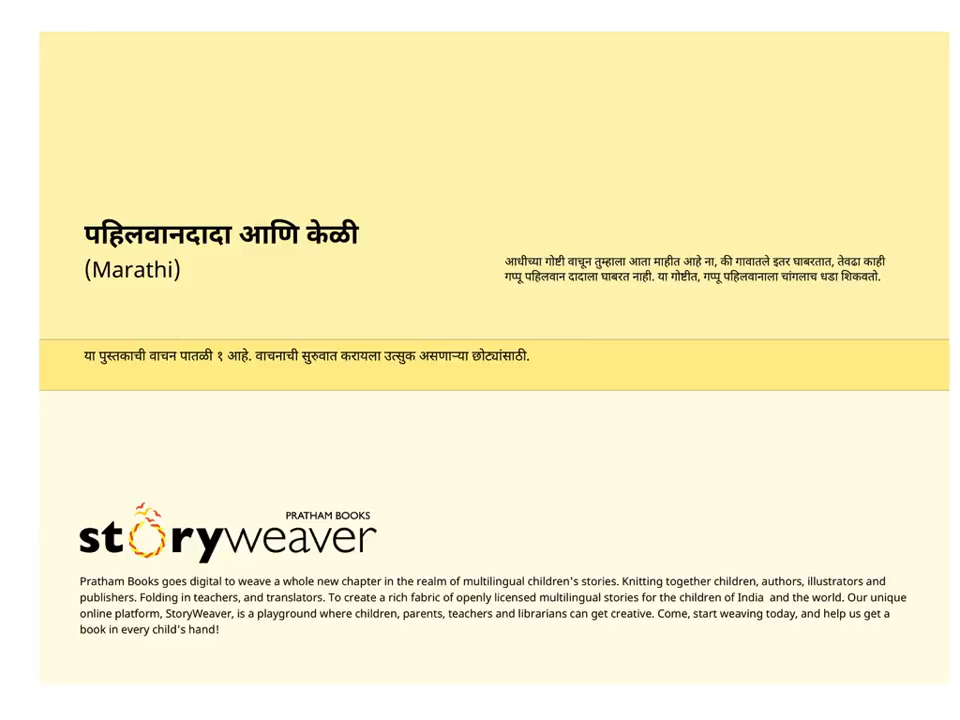 पहिलवानदादा आणि केळी
(Marathi)
आधीच्या गोष्टी वाचून तुम्हाला आता माहीत आहे ना, की गावातले इतर घाबरतात, तेवढा काही
गप्पू पहिलवान दादाला घाबरत नाही. या गोष्टीत, गप्पू पहिलवानाला चांगलाच धडा शिकवतो.
या पुस्तकाची वाचन पातळी १ आहे. वाचनाची सुरुवात करायला उत्सुक असणाऱ्या छोट्यांसाठी.
PRATHAM BOOKS
storyweaver
Pratham Books goes digital to weave a whole new chapter in the realm of multilingual children's stories. Knitting together children, authors, illustrators and
publishers. Folding in teachers, and translators. To create a rich fabric of openly licensed multilingual stories for the children of India and the world. Our unique
online platform, StoryWeaver, is a playground where children, parents, teachers and librarians can get creative. Come, start weaving today, and help us get a
book in every child's hand!